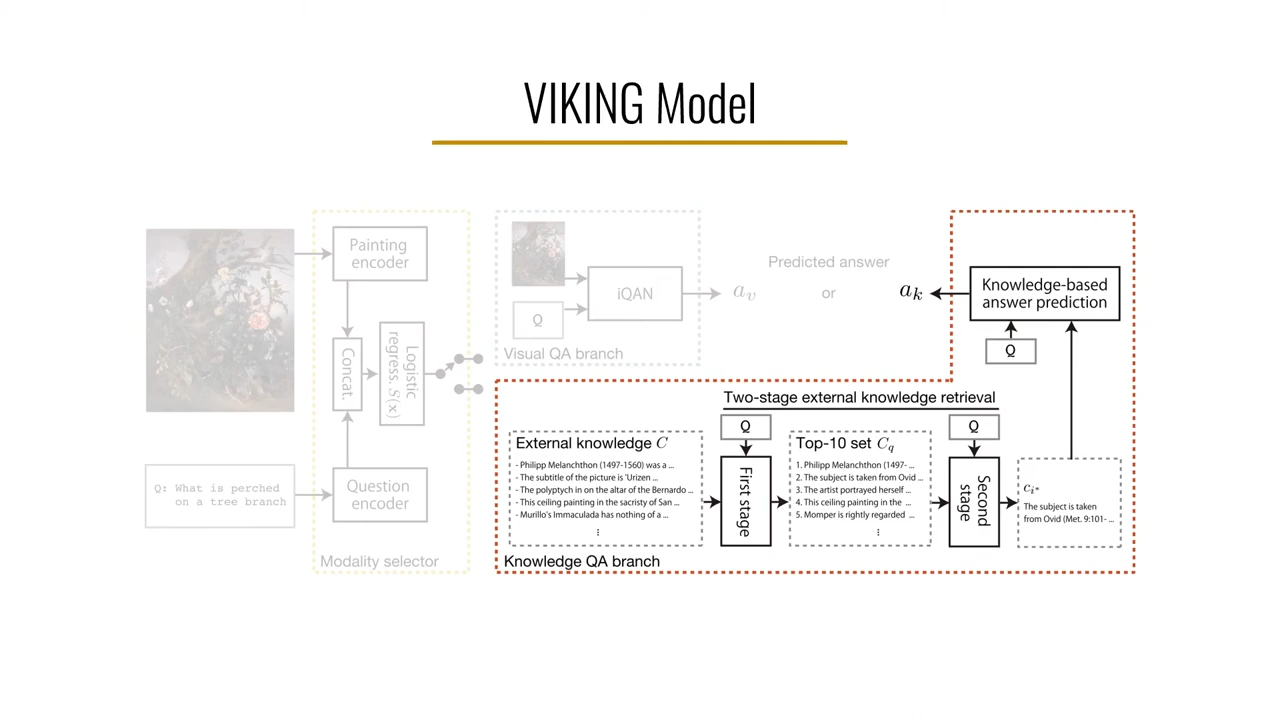 VIKING Model
Painting
encoder
Concat.
Logistic
regress. S(x)
Q: What is perched
on a tree branch
Question
encoder
Modality selector
iQAN
Q
Visual QA branch
a_v
Predicted answer
or
a_k
Knowledge-based
answer prediction
Q
Two-stage external knowledge retrieval
External knowledge C
- Philipp Melanchthon (1497-1560) was a ...
- The subtitle of the picture is 'Urizen ...
- The polyptych in on the altar of the Bernardo ...
- This ceiling painting in the sacristy of San ...
- Murillo's Immaculada has nothing of a ...
⋮
Q
First stage
Top-10 set C_q
1. Philipp Melanchthon (1497- ...
2. The subject is taken from Ovid ...
3. The artist portrayed herself ...
4. This ceiling painting in the ...
5. Momper is rightly regarded ...
⋮
Q
Second
stage
c_{i*}
The subject is taken
from Ovid (Met. 9:101- ...
Knowledge QA branch